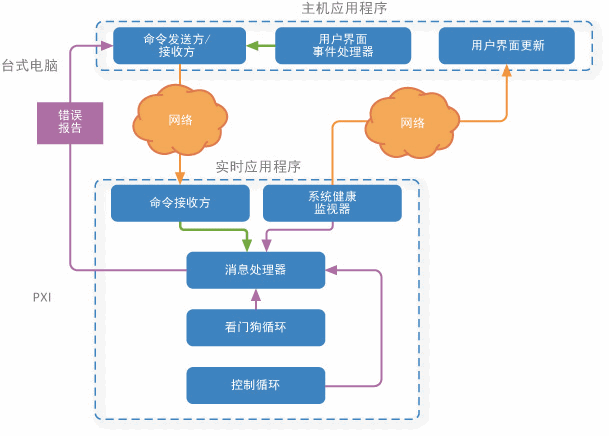 主机应用程序
命令发送方/
接收方
用户界面
事件处理器
用户界面更新
台式电脑
错误
报告
网络
网络
实时应用程序
命令接收方
系统健康
监视器
消息处理器
PXI
看门狗循环
控制循环